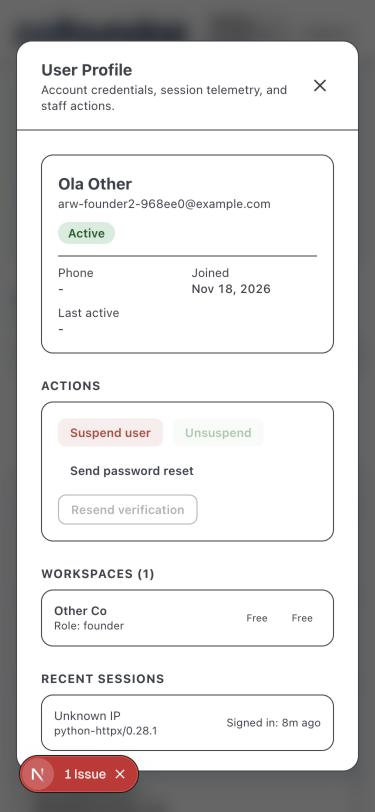 User Profile
Account credentials, session telemetry, and
staff actions.
Ola Other
arw-founder2-968ee0@example.com
Active
Phone
-
Joined
Nov 18, 2026
Last active
-
ACTIONS
Suspend user
Unsuspend
Send password reset
Resend verification
WORKSPACES (1)
Other Co
Role: founder
Free
Free
RECENT SESSIONS
Unknown IP
python-httpx/0.28.1
Signed in: 8m ago
N
1 Issue